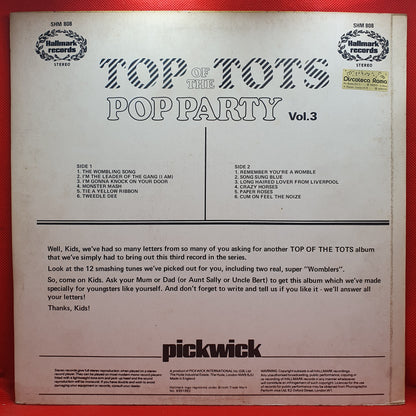 SHM 808
SHM 808
Hallmark
records
STEREO
Hallmark
records
STEREO
TOP OF THE TOTS
POP PARTY Vol.3
Discoteca Roma
SIDE 1
1. THE WOMBLING SONG
2. I'M THE LEADER OF THE GANG (I AM)
3. I'M GONNA KNOCK ON YOUR DOOR
4. MONSTER MASH
5. TIE A YELLOW RIBBON
6. TWEEDLE DEE
SIDE 2
1. REMEMBER YOU'RE A WOMBLE
2. SONG SUNG BLUE
3. LONG HAIRED LOVER FROM LIVERPOOL
4. CRAZY HORSES
5. PAPER ROSES
6. CUM ON FEEL THE NOIZE
Well, Kids, we've had so many letters from so many of you asking for another TOP OF THE TOTS album
that we've simply had to bring out this third record in the series.
Look at the 12 smashing tunes we've picked out for you, including two real, super "Womblers".
So, come on Kids. Ask your Mum or Dad (or Aunt Sally or Uncle Bert) to get this album which we've made
specially for youngsters like yourself. And don't forget to write and tell us if you like it - we'll answer all
your letters!
Thanks, Kids!
pickwick